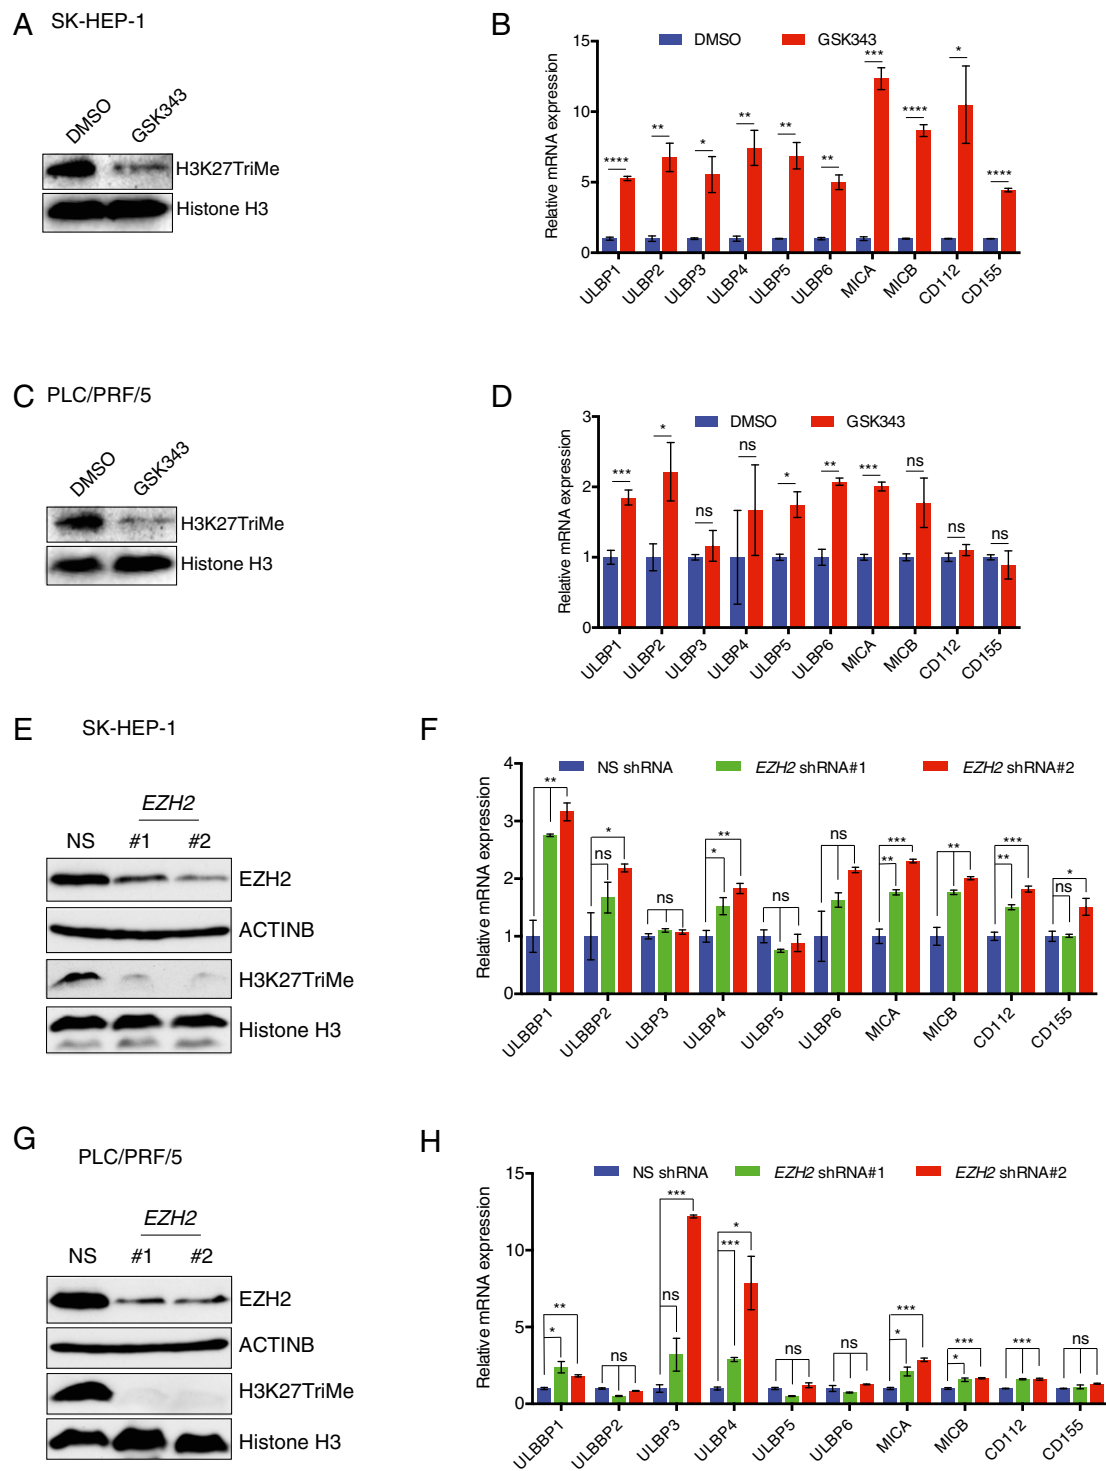 A SK-HEP-1
DMSO
GSK343
H3K27TriMe
Histone H3
B
DMSO GSK343
Relative mRNA expression
15
10
5
0
**** ** * ** ** ** *** **** * ****
ULBP1 ULBP2 ULBP3 ULBP4 ULBP5 ULBP6 MICA MICB CD112 CD155
C PLC/PRF/5
DMSO
GSK343
H3K27TriMe
Histone H3
D
DMSO GSK343
Relative mRNA expression
3
2
1
0
*** * ns ns * ** *** ns ns ns
ULBP1 ULBP2 ULBP3 ULBP4 ULBP5 ULBP6 MICA MICB CD112 CD155
E SK-HEP-1
EZH2
NS #1 #2
EZH2
ACTINB
H3K27TriMe
Histone H3
F
NS shRNA EZH2 shRNA#1 EZH2 shRNA#2
Relative mRNA expression
4
3
2
1
0
** ns * ns * ** ns ns ** *** ** ** *** ns *
ULBBP1 ULBBP2 ULBP3 ULBP4 ULBP5 ULBP6 MICA MICB CD112 CD155
G PLC/PRF/5
EZH2
NS #1 #2
EZH2
ACTINB
H3K27TriMe
Histone H3
H
NS shRNA EZH2 shRNA#1 EZH2 shRNA#2
Relative mRNA expression
15
10
5
0
* ** ns ns *** *** * ns ns * *** * *** *** ns
ULBBP1 ULBBP2 ULBP3 ULBP4 ULBP5 ULBP6 MICA MICB CD112 CD155